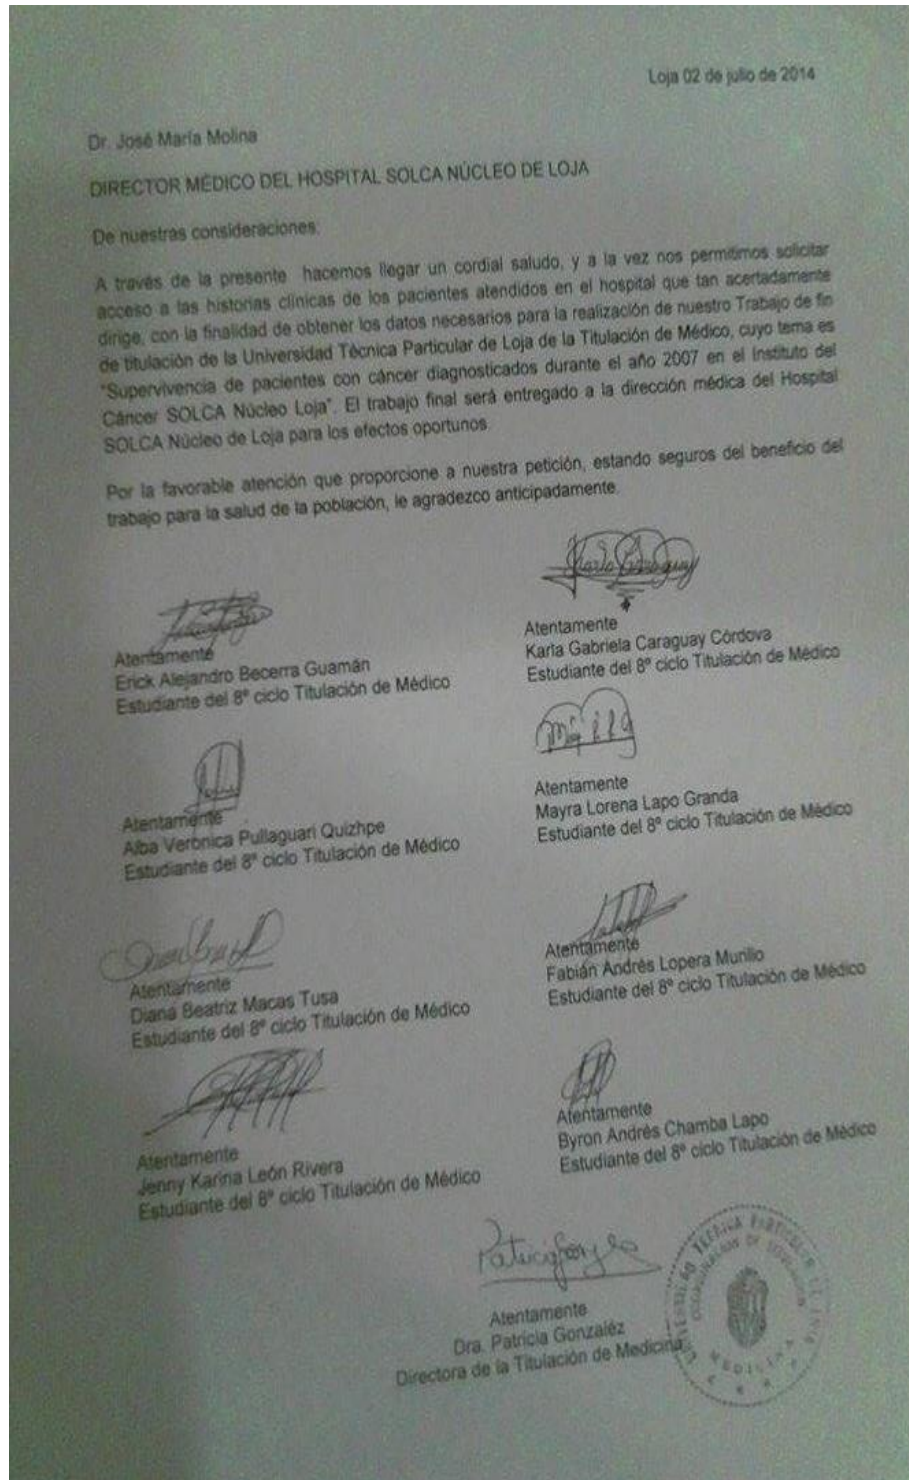 Loja 02 de julio de 2014
Dr. José María Molina
DIRECTOR MÉDICO DEL HOSPITAL SOLCA NÚCLEO DE LOJA
De nuestras consideraciones:
A través de la presente hacemos llegar un cordial saludo, y a la vez nos permitimos solicitar
acceso a las historias clínicas de los pacientes atendidos en el hospital que tan acertadamente
dirige, con la finalidad de obtener los datos necesarios para la realización de nuestro Trabajo de fin
de titulación de la Universidad Técnica Particular de Loja de la Titulación de Médico, cuyo tema es
"Supervivencia de pacientes con cáncer diagnosticados durante el año 2007 en el Instituto del
Cáncer SOLCA Núcleo Loja". El trabajo final será entregado a la dirección médica del Hospital
SOLCA Núcleo de Loja para los efectos oportunos.
Por la favorable atención que proporcione a nuestra petición, estando seguros del beneficio del
trabajo para la salud de la población, le agradezco anticipadamente.
Atentamente
Erick Alejandro Becerra Guamán
Estudiante del 8º ciclo Titulación de Médico
Karla Caraguay
Atentamente
Karla Gabriela Caraguay Córdova
Estudiante del 8º ciclo Titulación de Médico
Atentamente
Alba Verónica Pullaguari Quizhpe
Estudiante del 8º ciclo Titulación de Médico
Atentamente
Mayra Lorena Lapo Granda
Estudiante del 8º ciclo Titulación de Médico
Atentamente
Diana Beatriz Macas Tusa
Estudiante del 8º ciclo Titulación de Médico
Atentamente
Fabián Andrés Lopera Murillo
Estudiante del 8º ciclo Titulación de Médico
Atentamente
Jenny Karina León Rivera
Estudiante del 8º ciclo Titulación de Médico
Atentamente
Byron Andrés Chamba Lapo
Estudiante del 8º ciclo Titulación de Médico
Atentamente
Dra. Patricia Gonzaléz
Directora de la Titulación de Medicina
MEDICINA